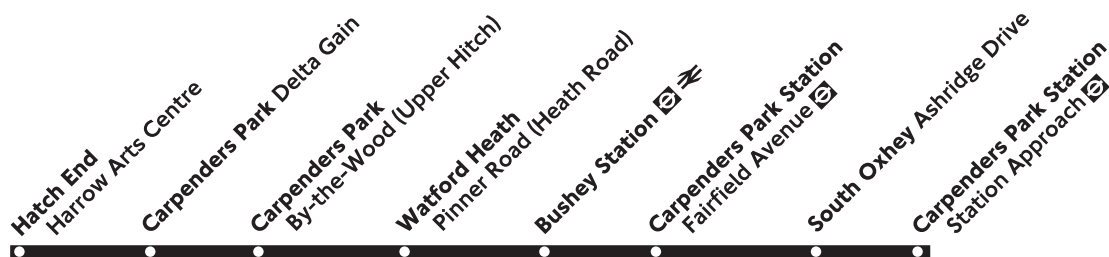 Hatch End
Harrow Arts Centre
Carpenders Park Delta Gain
Carpenders Park
By-the-Wood (Upper Hitch)
Watford Heath
Pinner Road (Heath Road)
Bushey Station
Carpenders Park Station
Fairfield Avenue
South Oxhey Ashridge Drive
Carpenders Park Station
Station Approach